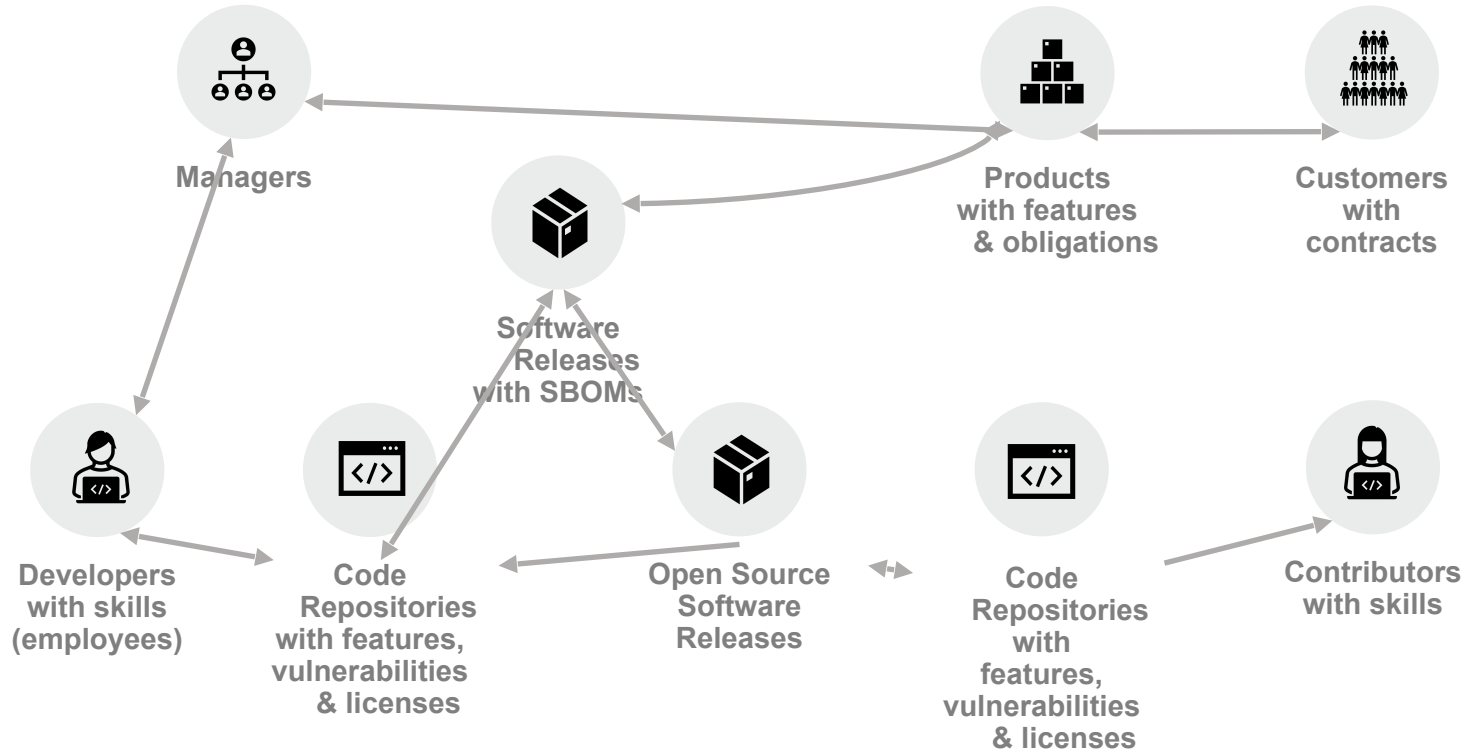 Managers
Products
with features
& obligations
Customers
with
contracts
Software
Releases
with SBOMs
</>
</>
</>
</>
Developers
with skills
(employees)
Code
Repositories
with features,
vulnerabilities
& licenses
Open Source
Software
Releases
Code
Repositories
with
features,
vulnerabilities
& licenses
Contributors
with skills